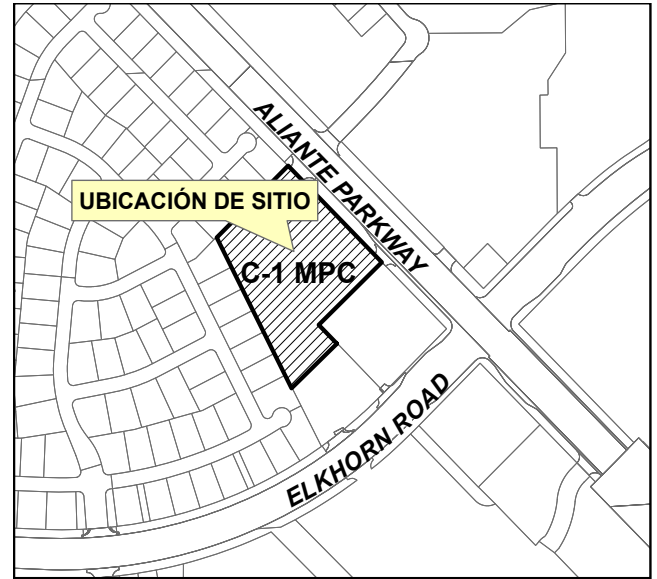 ALIANTE PARKWAY
UBICACIÓN DE SITIO
C-1 MPC
ELKHORN ROAD